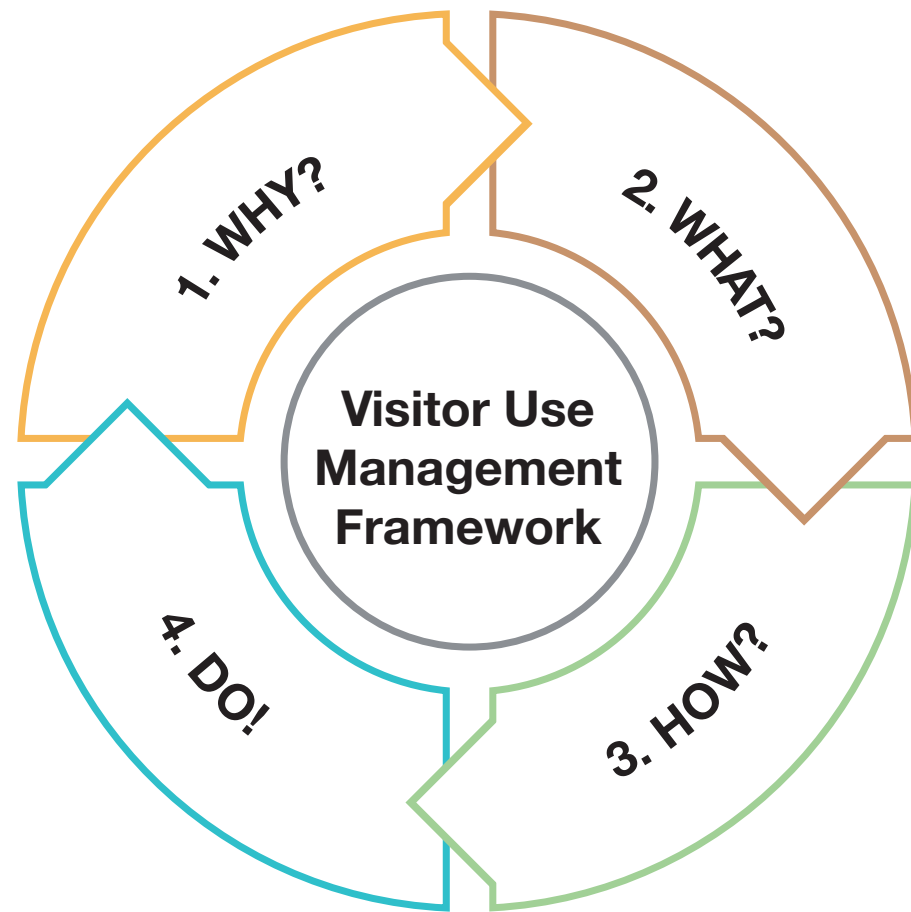 1. WHY?
2. WHAT?
Visitor Use
Management
Framework
4. DO!
3. HOW?